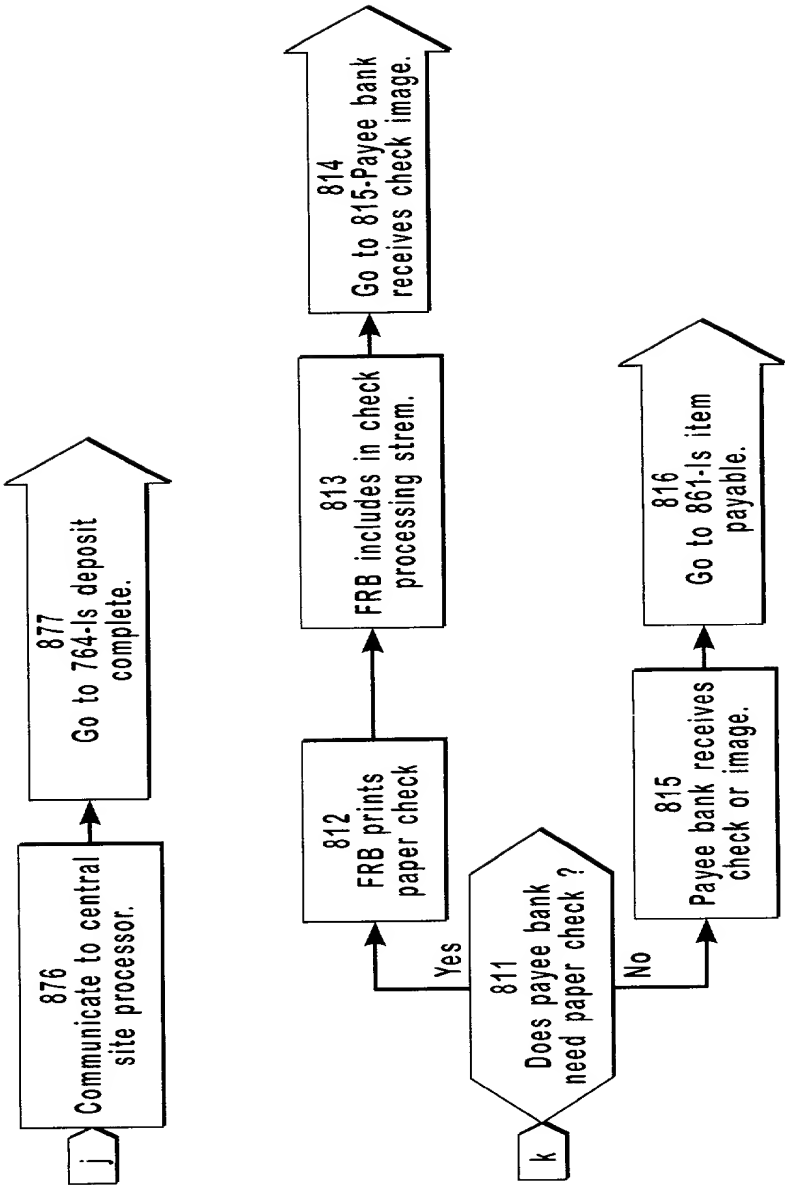 j
876
Communicate to central
site processor.
877
Go to 764-Is deposit
complete.
k
811
Does payee bank
need paper check ?
Yes
812
FRB prints
paper check
813
FRB includes in check
processing strem.
814
Go to 815-Payee bank
receives check image.
No
815
Payee bank receives
check or image.
816
Go to 861-Is item
payable.